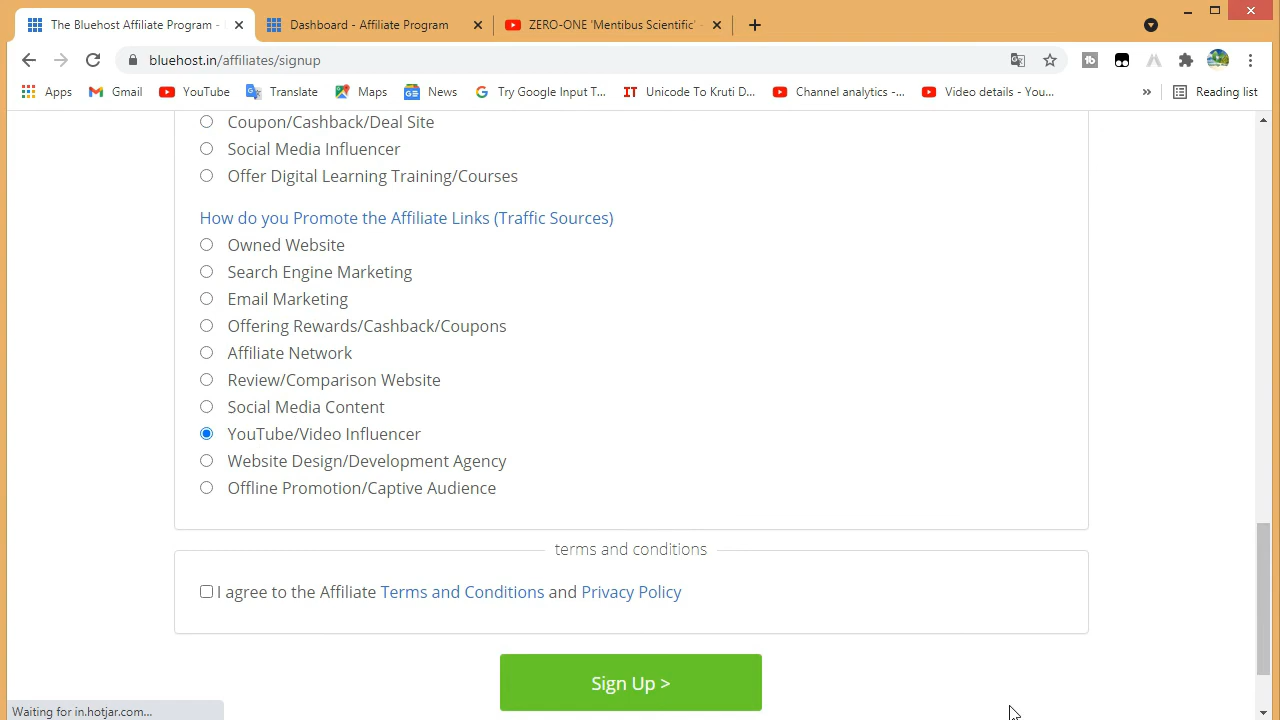 The Bluehost Affiliate Program -
Dashboard - Affiliate Program
ZERO-ONE 'Mentibus Scientific' -
bluehost.in/affiliates/signup
Apps
Gmail
YouTube
Translate
Maps
News
Try Google Input T...
Unicode To Kruti D...
Channel analytics -...
Video details - You...
Reading list
Coupon/Cashback/Deal Site
Social Media Influencer
Offer Digital Learning Training/Courses
How do you Promote the Affiliate Links (Traffic Sources)
Owned Website
Search Engine Marketing
Email Marketing
Offering Rewards/Cashback/Coupons
Affiliate Network
Review/Comparison Website
Social Media Content
YouTube/Video Influencer
Website Design/Development Agency
Offline Promotion/Captive Audience
terms and conditions
I agree to the Affiliate Terms and Conditions and Privacy Policy
Sign Up >
Waiting for in.hotjar.com...